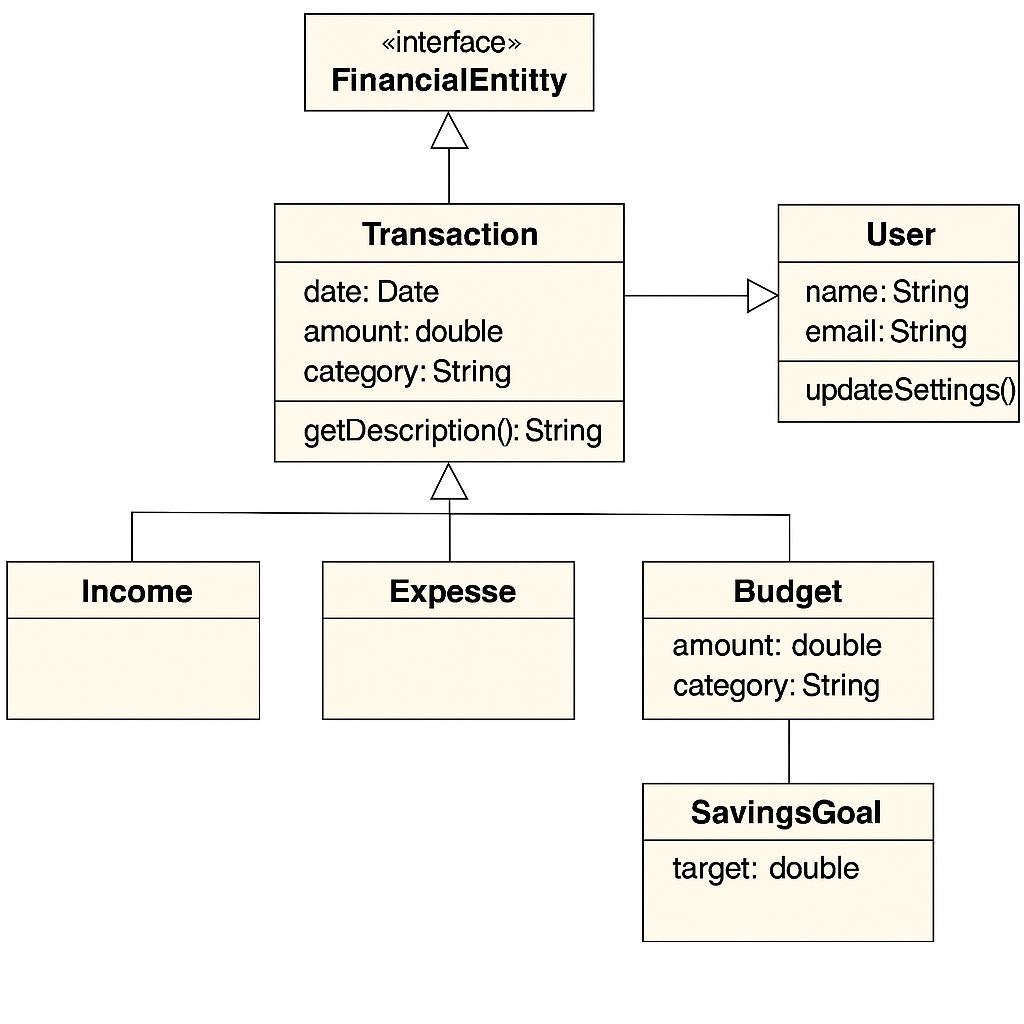 «interface»
FinancialEntitty
Transaction
date: Date
amount: double
category: String
getDescription(): String
User
name: String
email: String
updateSettings()
Income
Expesse
Budget
amount: double
category: String
SavingsGoal
target: double